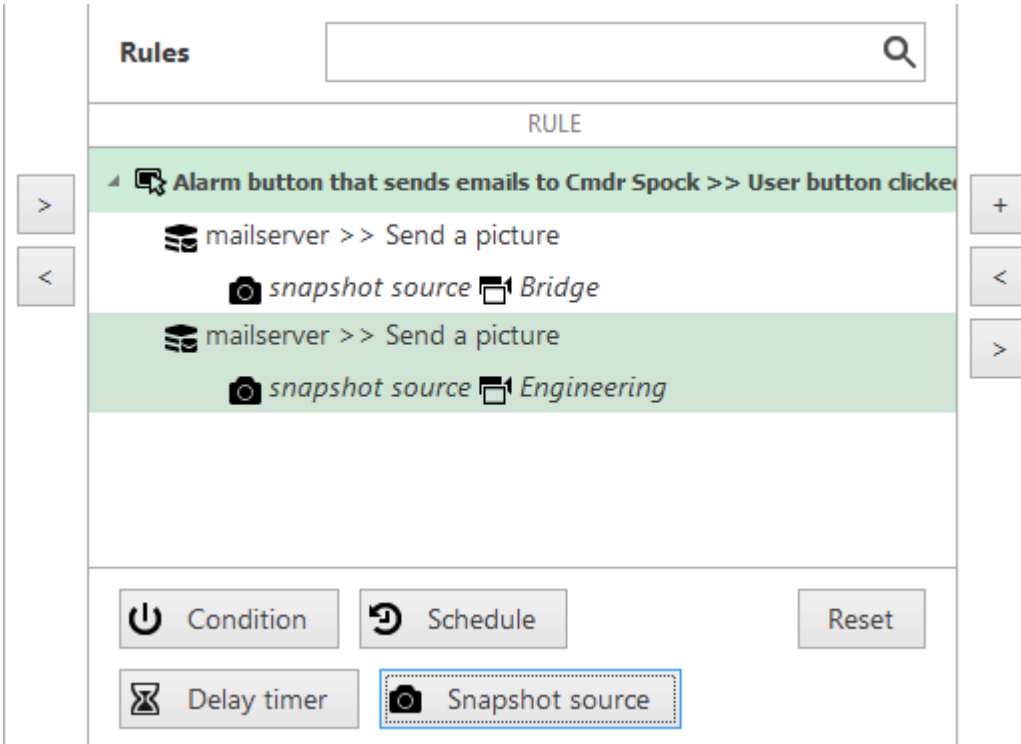 Rules
RULE
Alarm button that sends emails to Cmdr Spock >> User button clicke
>
+
mailserver >> Send a picture
<
<
snapshot source Bridge
mailserver >> Send a picture
>
snapshot source Engineering
Condition Schedule Reset
Delay timer Snapshot source